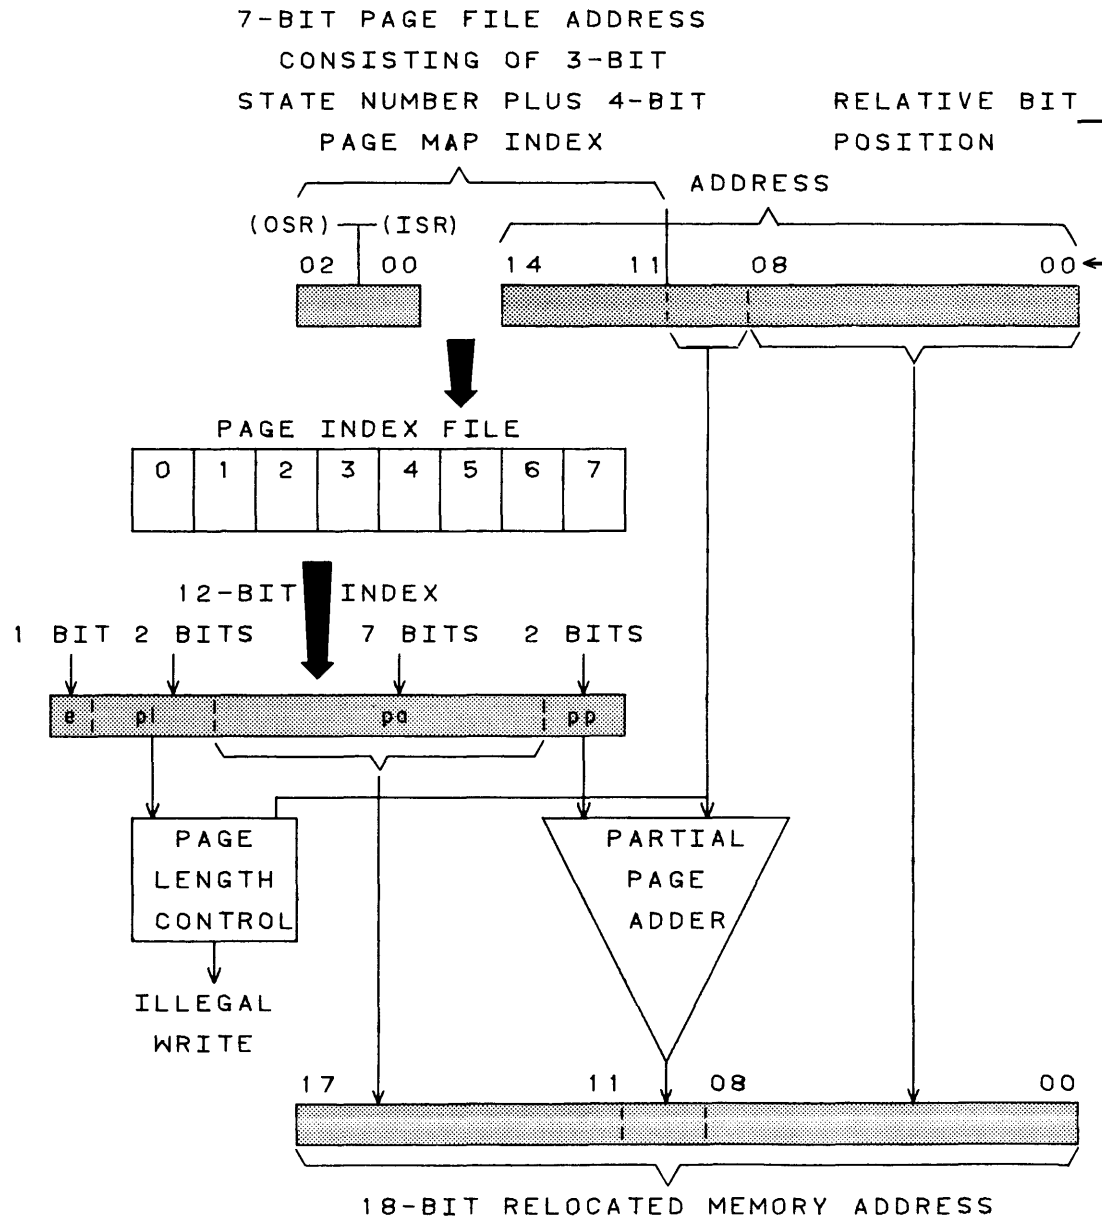 7-BIT PAGE FILE ADDRESS
CONSISTING OF 3-BIT
STATE NUMBER PLUS 4-BIT
PAGE MAP INDEX
RELATIVE BIT
POSITION
ADDRESS
(OSR) (ISR)
02 00
14 11 08 00
PAGE INDEX FILE
0 1 2 3 4 5 6 7
12-BIT INDEX
1 BIT 2 BITS 7 BITS 2 BITS
e pl pa pp
PAGE
LENGTH
CONTROL
PARTIAL
PAGE
ADDER
ILLEGAL
WRITE
17 11 08 00
18-BIT RELOCATED MEMORY ADDRESS